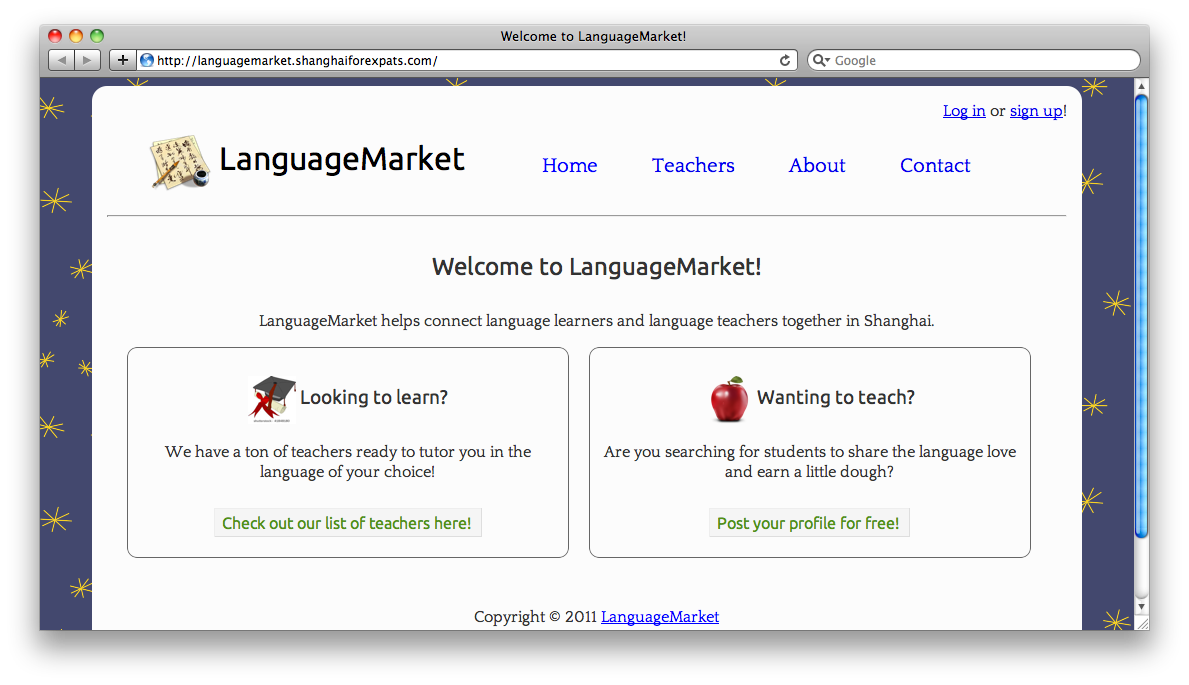 Welcome to LanguageMarket!
http://languagemarket.shanghaiforexpats.com/
Google
Log in or sign up!
LanguageMarket
Home
Teachers
About
Contact
Welcome to LanguageMarket!
LanguageMarket helps connect language learners and language teachers together in Shanghai.
Looking to learn?
We have a ton of teachers ready to tutor you in the
language of your choice!
Check out our list of teachers here!
Wanting to teach?
Are you searching for students to share the language love
and earn a little dough?
Post your profile for free!
Copyright © 2011 LanguageMarket